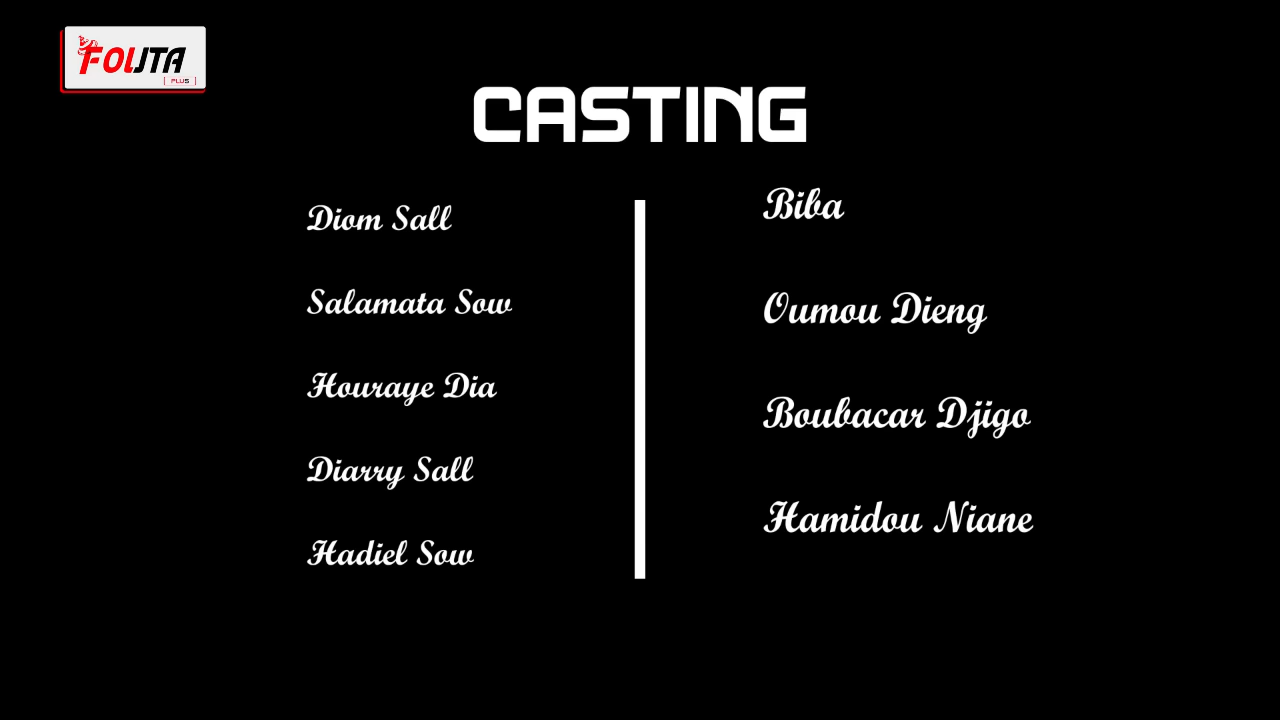 FOUTA
PLUS
CASTING
Diom Sall
Salamata Sow
Houraye Dia
Diarry Sall
Hadiel Sow
Biba
Oumou Dieng
Boubacar Djigo
Hamidou Niane